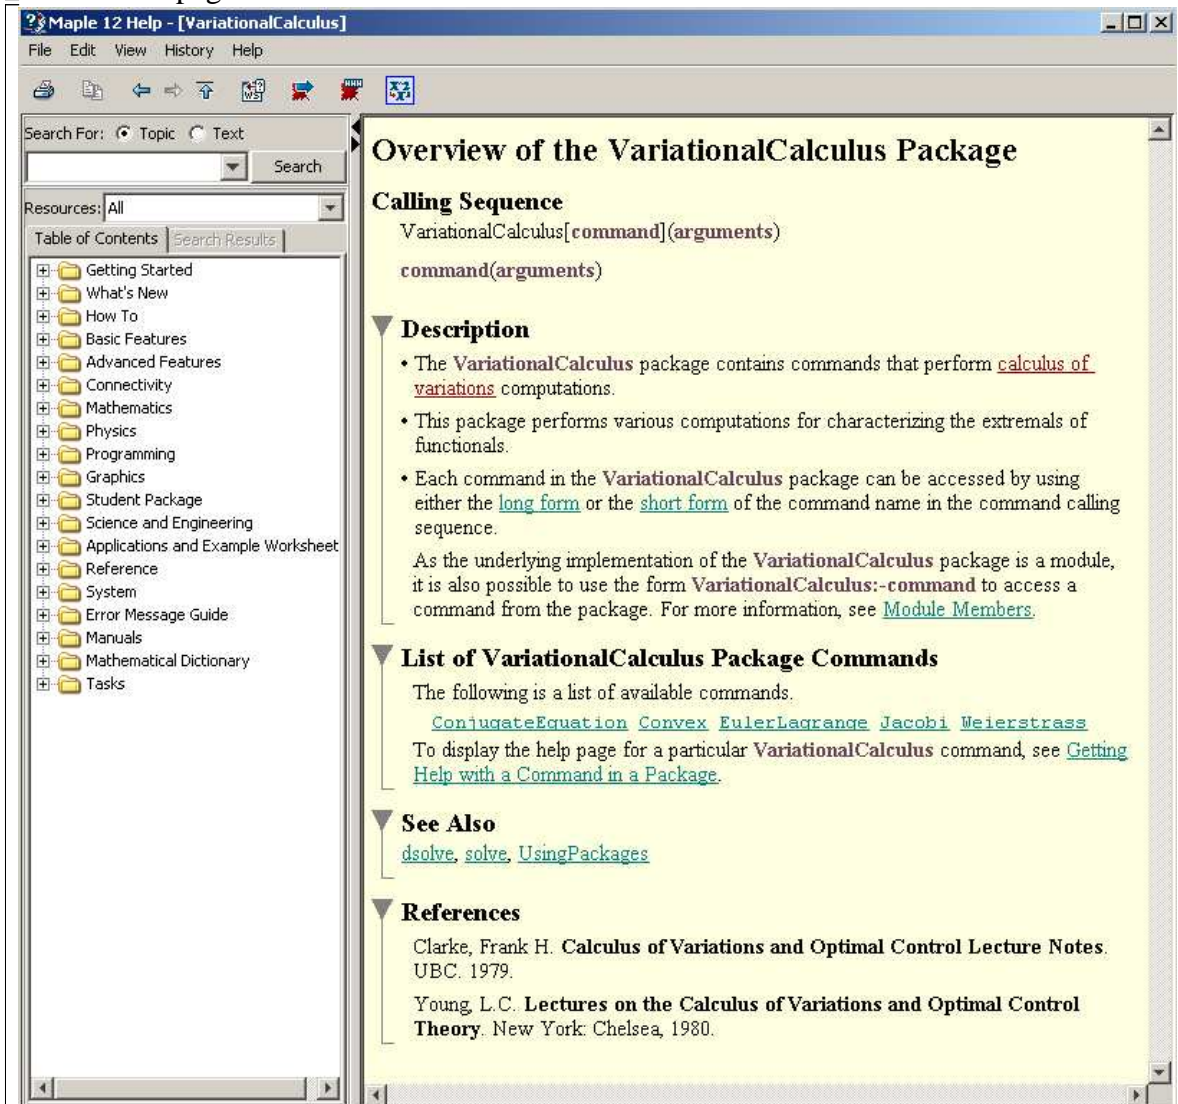 Maple 12 Help - [VariationalCalculus]
File Edit View History Help
Search For: Topic Text
Search
Resources: All
Table of Contents Search Results
Getting Started
What's New
How To
Basic Features
Advanced Features
Connectivity
Mathematics
Physics
Programming
Graphics
Student Package
Science and Engineering
Applications and Example Worksheet
Reference
System
Error Message Guide
Manuals
Mathematical Dictionary
Tasks
Overview of the VariationalCalculus Package
Calling Sequence
VariationalCalculus[command](arguments)
command(arguments)
Description
• The VariationalCalculus package contains commands that perform calculus of
variations computations.
• This package performs various computations for characterizing the extremals of
functionals.
• Each command in the VariationalCalculus package can be accessed by using
either the long form or the short form of the command name in the command calling
sequence.
As the underlying implementation of the VariationalCalculus package is a module,
it is also possible to use the form VariationalCalculus:-command to access a
command from the package. For more information, see Module Members.
List of VariationalCalculus Package Commands
The following is a list of available commands.
ConjugateEquation Convex EulerLagrange Jacobi Weierstrass
To display the help page for a particular VariationalCalculus command, see Getting
Help with a Command in a Package.
See Also
dsolve, solve, UsingPackages
References
Clarke, Frank H. Calculus of Variations and Optimal Control Lecture Notes.
UBC. 1979.
Young, L.C. Lectures on the Calculus of Variations and Optimal Control
Theory. New York: Chelsea, 1980.